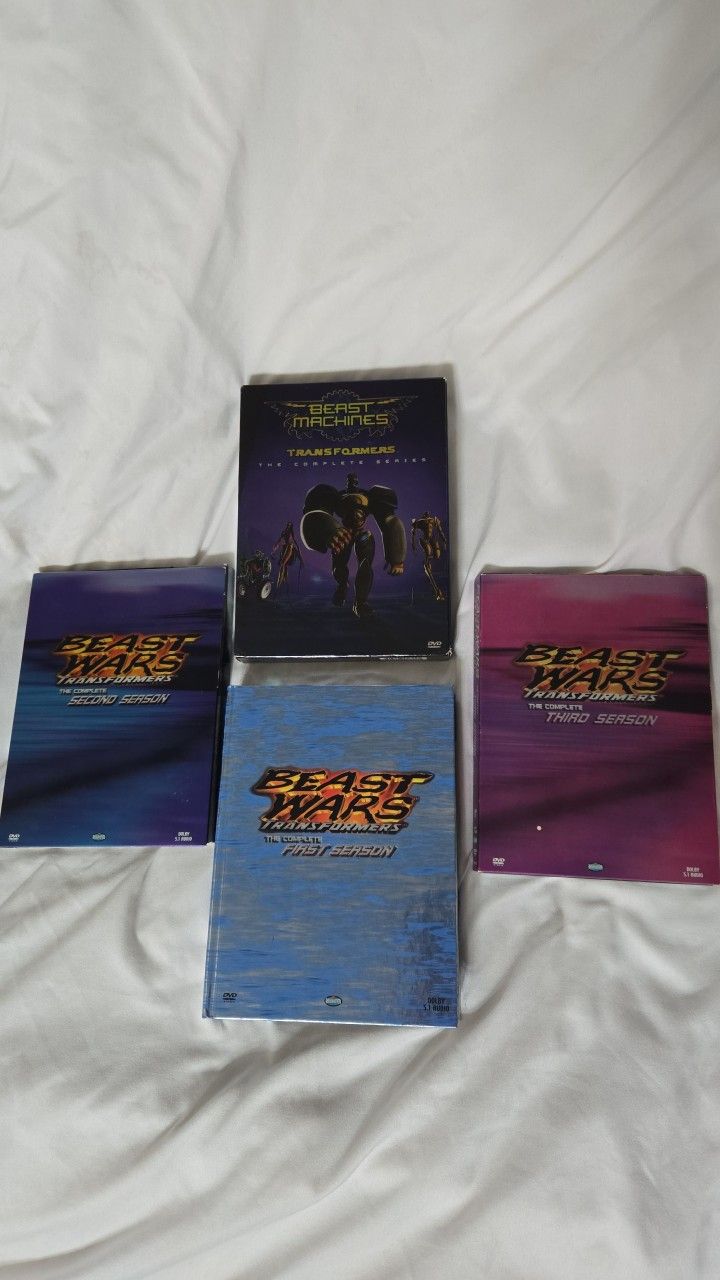 BEAST
MACHINES
TRANSFORMERS
THE COMPLETE SERIES
DVD
BEAST
WARS
TRANSFORMERS
THE COMPLETE
SECOND SEASON
DVD
DOLBY
5.1 AUDIO
BEAST
WARS
TRANSFORMERS
THE COMPLETE
THIRD SEASON
DVD
DOLBY
5.1 AUDIO
BEAST
WARS
TRANSFORMERS
THE COMPLETE
FIRST SEASON
DVD
DOLBY
5.1 AUDIO